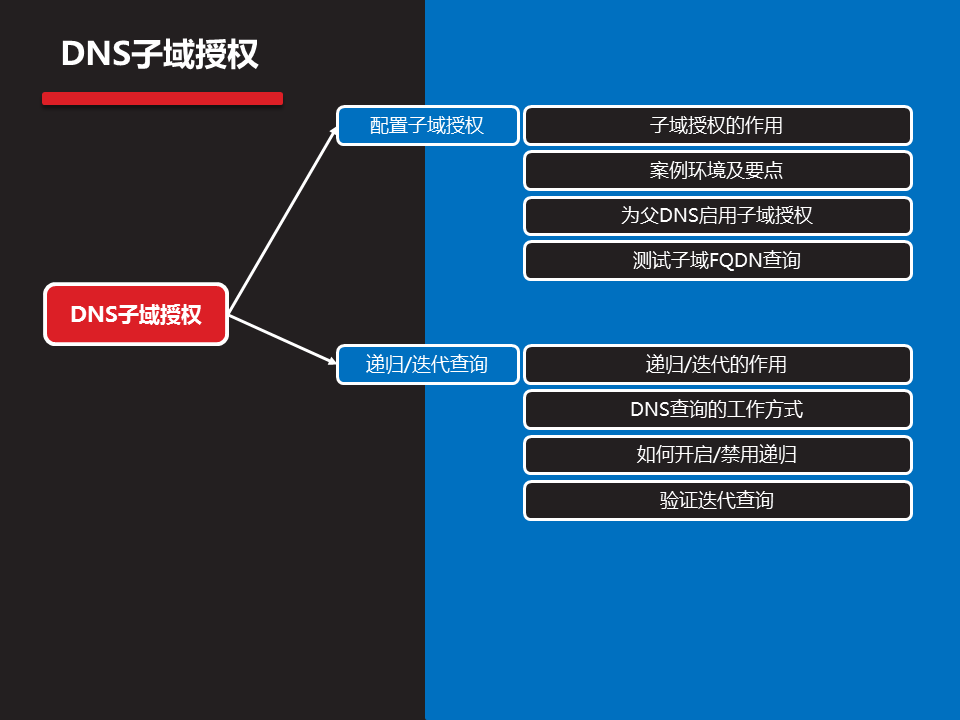 DNS子域授权
配置子域授权
子域授权的作用
案例环境及要点
为父DNS启用子域授权
测试子域FQDN查询
DNS子域授权
递归/迭代查询
递归/迭代的作用
DNS查询的工作方式
如何开启/禁用递归
验证迭代查询